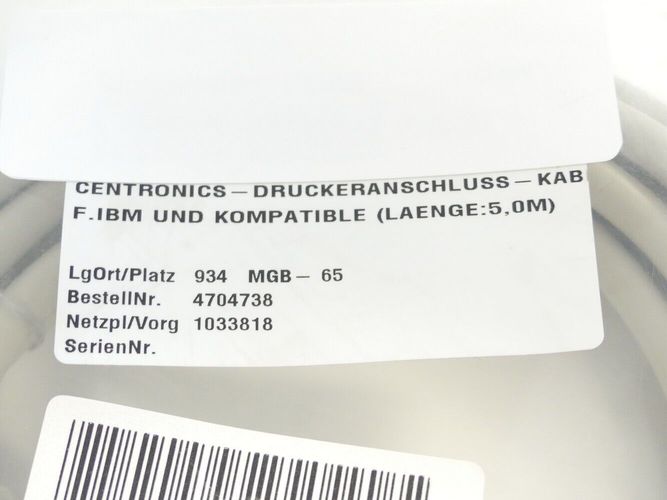 CENTRONICS – DRUCKERANSCHLUSS – KAB
F.IBM UND KOMPATIBLE (LAENGE:5,0M)
LgOrt/Platz 934 MGB – 65
BestellNr. 4704738
Netzpl/Vorg 1033818
SerienNr.